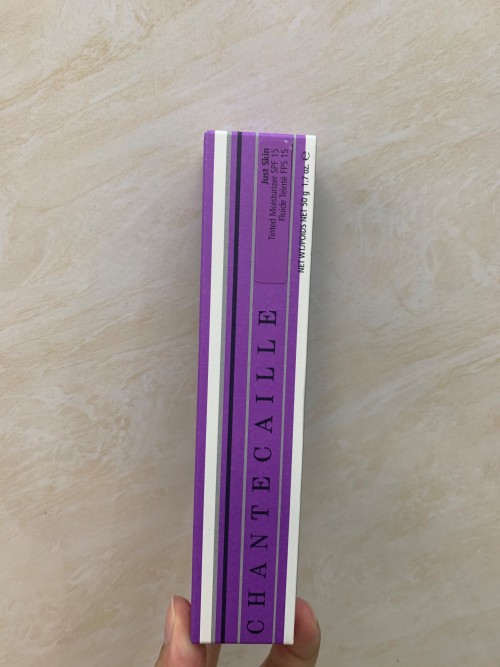 Just Skin
Tinted Moisturizer SPF 15
Fluide Teinté FPS 15
NET WT./POIDS NET 50 g 1.7 oz. ℮
CHANTECAILLE